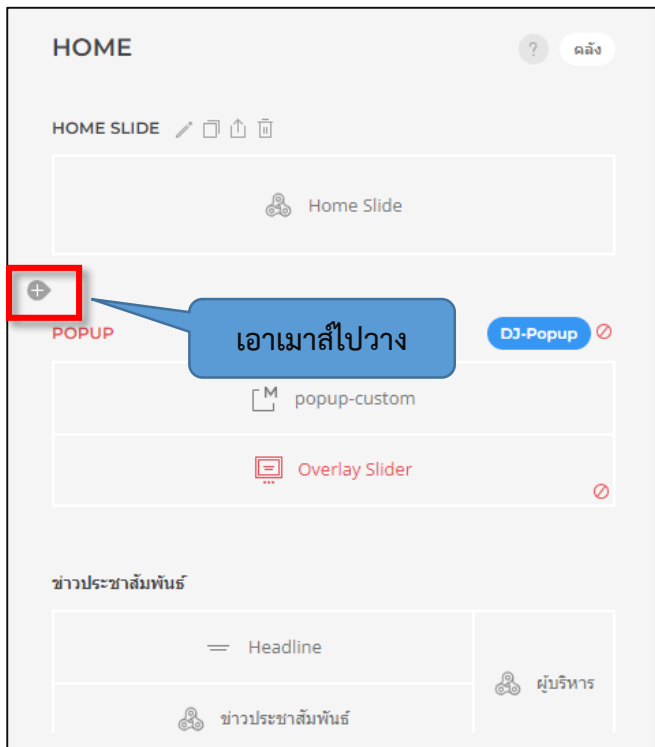 HOME
? คลัง
HOME SLIDE
Home Slide
เอาเมาส์ไปวาง
POPUP
DJ-Popup
M popup-custom
Overlay Slider
ข่าวประชาสัมพันธ์
Headline
ผู้บริหาร
ข่าวประชาสัมพันธ์